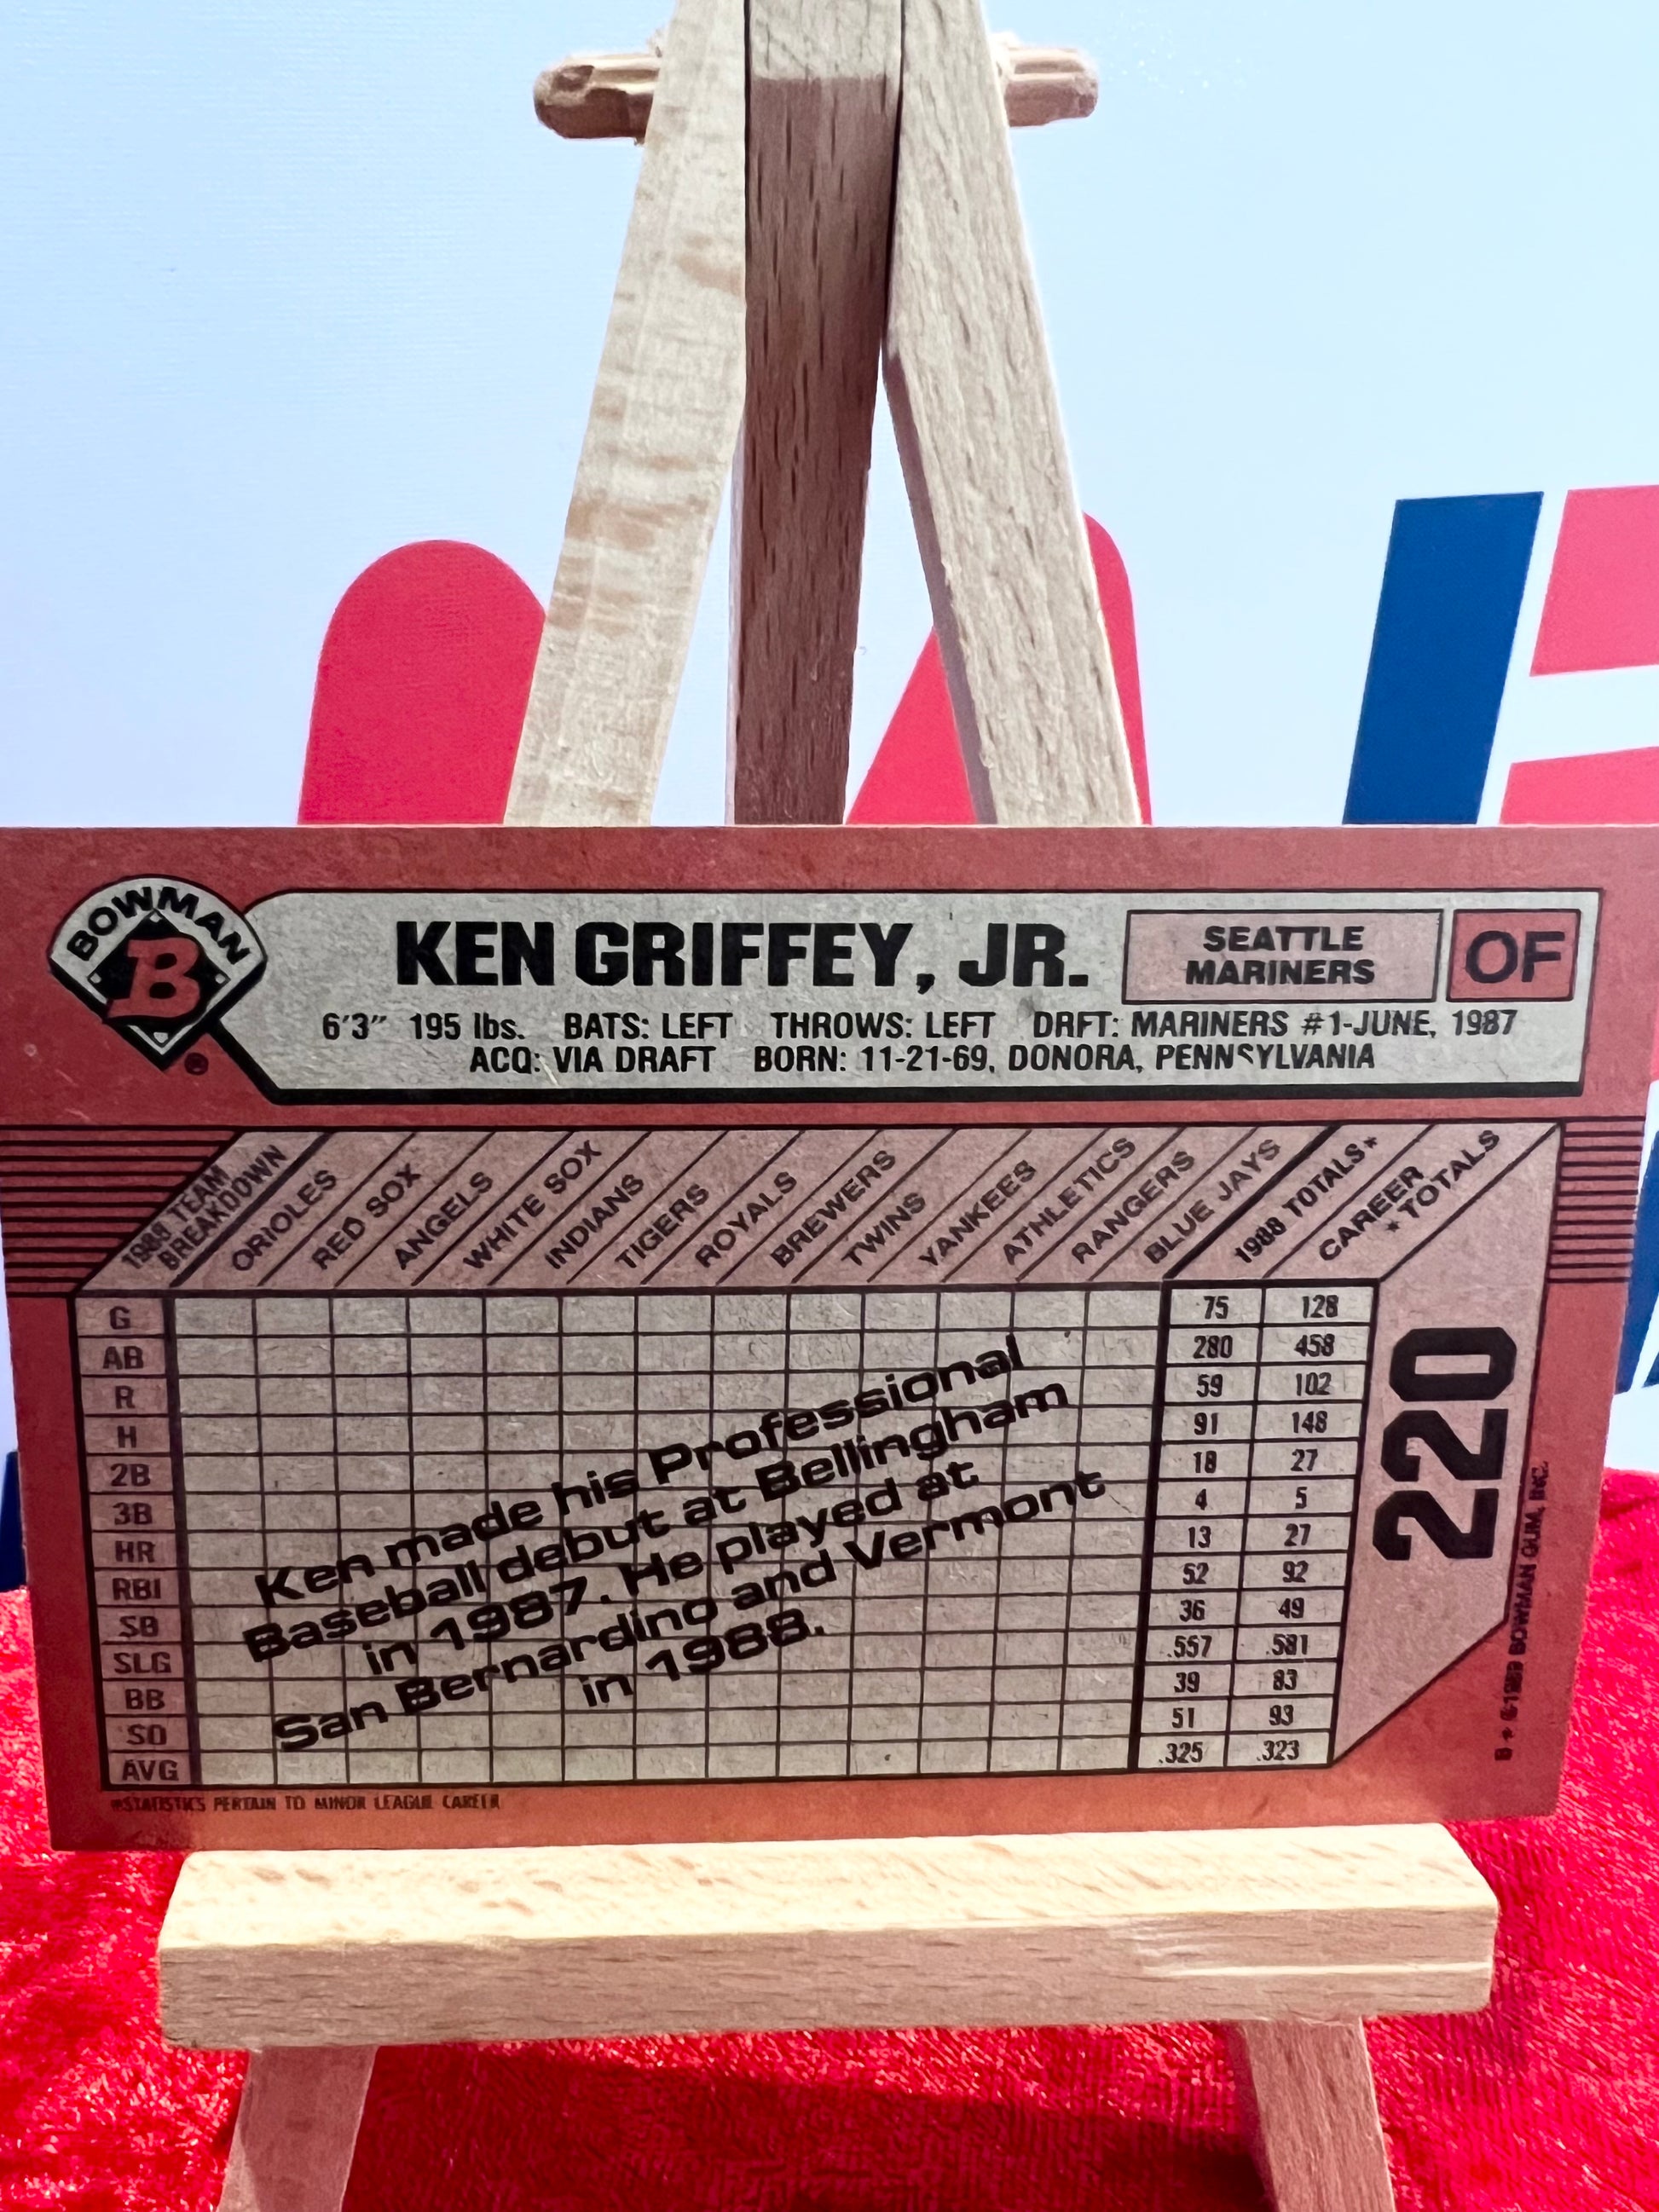 BOWMAN
B
®
KEN GRIFFEY, JR.
SEATTLE
MARINERS
OF
6'3" 195 lbs. BATS: LEFT THROWS: LEFT DRFT: MARINERS #1-JUNE, 1987
ACQ: VIA DRAFT BORN: 11-21-69, DONORA, PENNSYLVANIA
1988 TEAM
BREAKDOWN
ORIOLES
RED SOX
ANGELS
WHITE SOX
INDIANS
TIGERS
ROYALS
BREWERS
TWINS
YANKEES
ATHLETICS
RANGERS
BLUE JAYS
1988 TOTALS*
CAREER
* TOTALS
G 75 128
AB 280 458
R 59 102
H 91 148
2B 18 27
3B 4 5
HR 13 27
RBI 52 92
SB 36 49
SLG .557 .581
BB 39 83
SO 51 93
AVG .325 .323
Ken made his Professional
Baseball debut at Bellingham
in 1987. He played at
San Bernardino and Vermont
in 1988.
220
B * ©1989 BOWMAN GUM, INC.
*STATISTICS PERTAIN TO MINOR LEAGUE CAREER